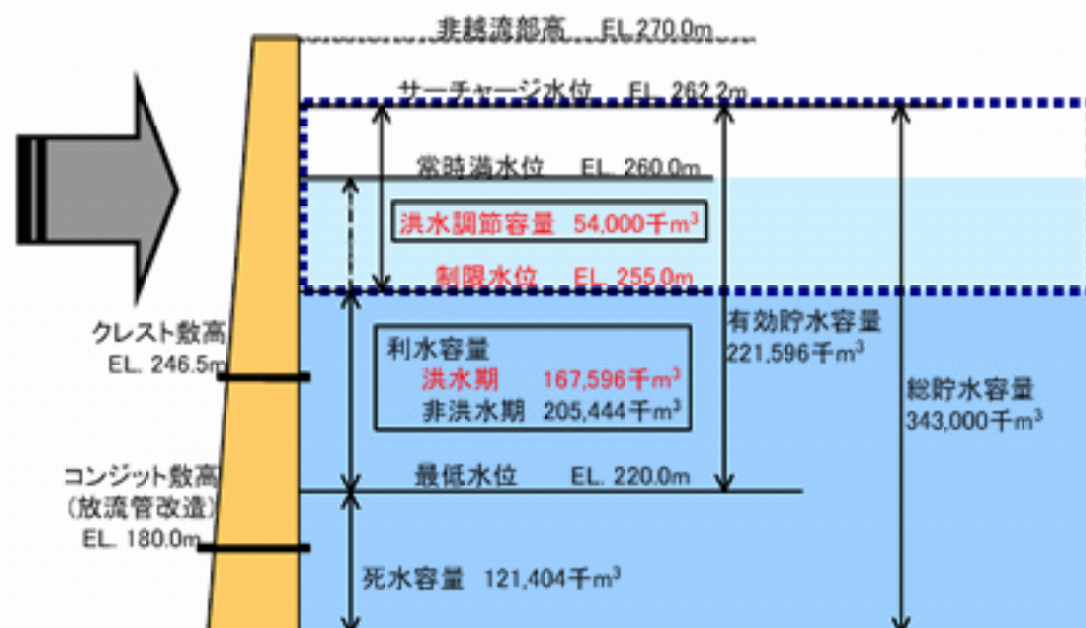 非越流部高 EL.270.0m
サーチャージ水位 EL. 262.2m
常時満水位 EL. 260.0m
洪水調節容量 54,000千m³
制限水位 EL. 255.0m
有効貯水容量
221,596千m³
クレスト敷高
EL. 246.5m
利水容量
洪水期 167,596千m³
非洪水期 205,444千m³
総貯水容量
343,000千m³
コンジット敷高
(放流管改造)
EL. 180.0m
最低水位 EL. 220.0m
死水容量 121,404千m³